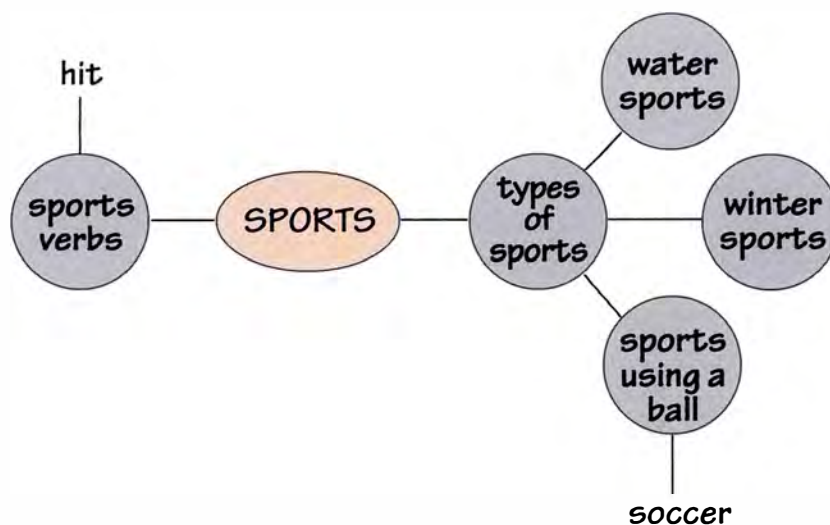 hit
sports
verbs
SPORTS
types
of
sports
water
sports
winter
sports
sports
using a
ball
soccer